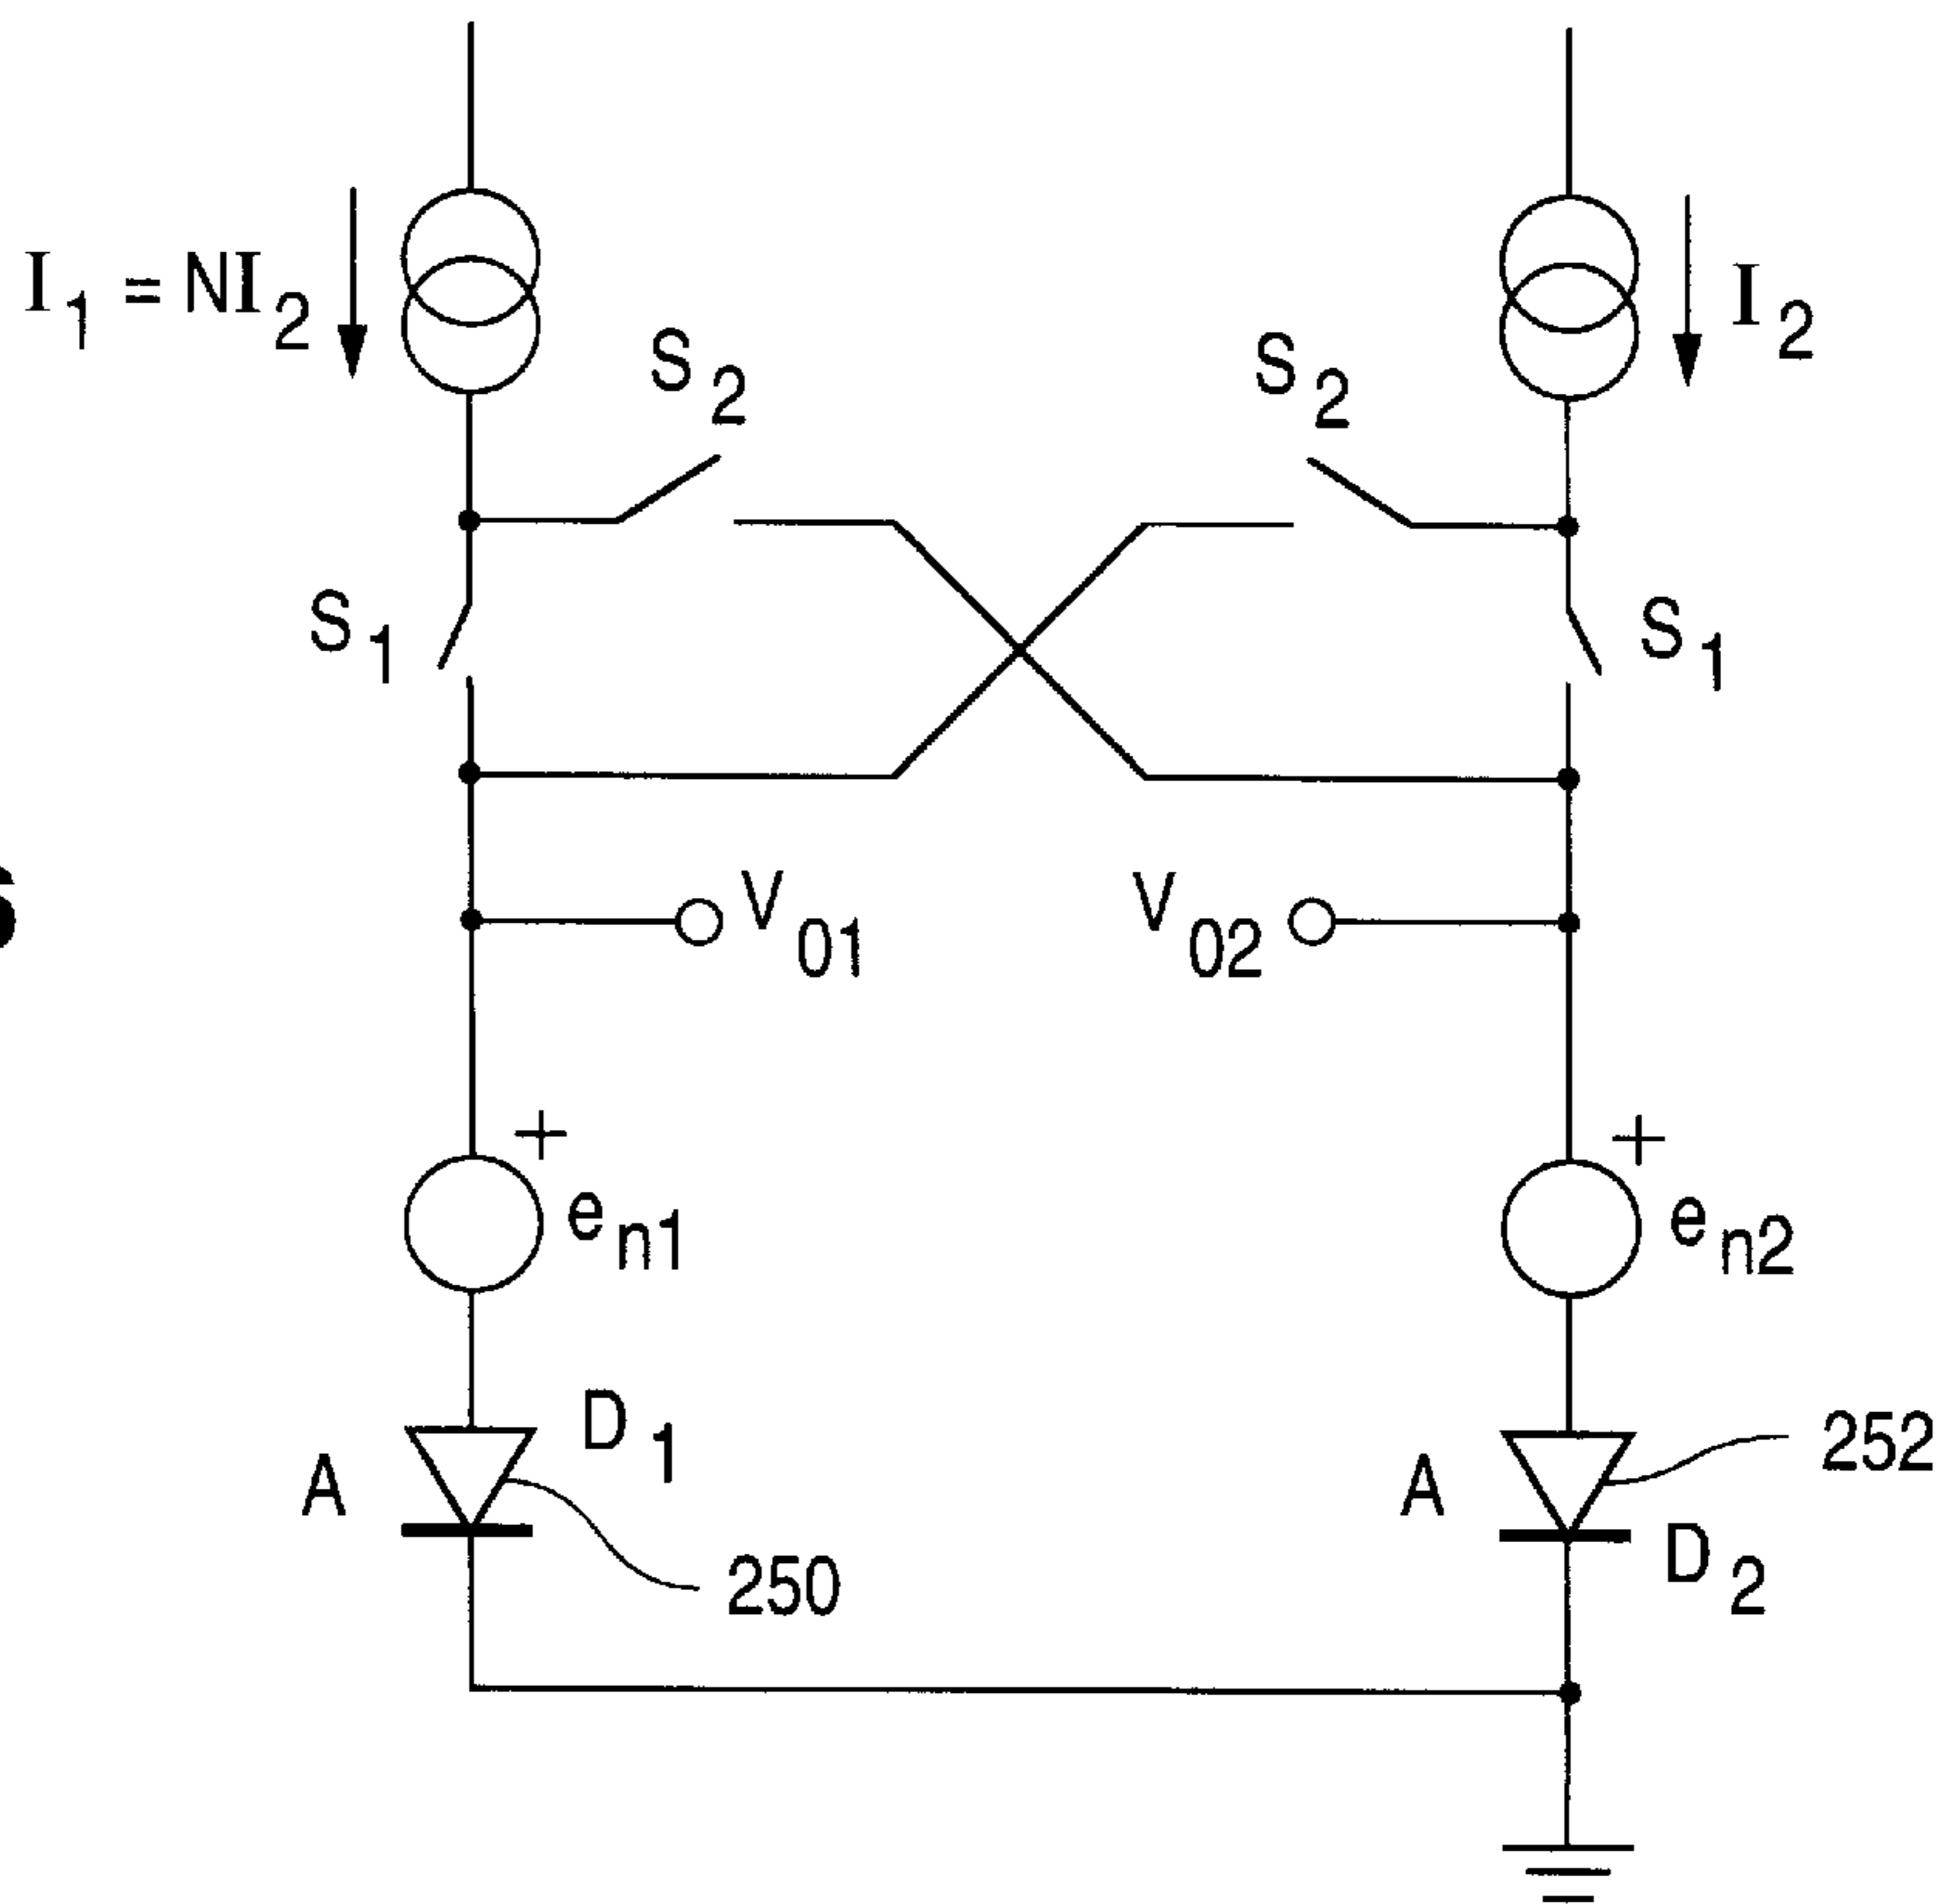 I1 = NI2
I2
S2
S2
S1
S1
V01
V02
+
en1
+
en2
D1
A
250
A
252
D2